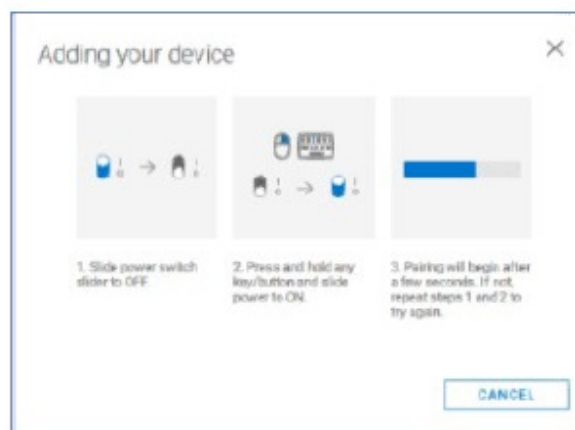 Adding your device
1. Slide power switch
slider to OFF.
2. Press and hold any
key/button and slide
power to ON.
3. Pairing will begin after
a few seconds. If not,
repeat steps 1 and 2 to
try again.
CANCEL